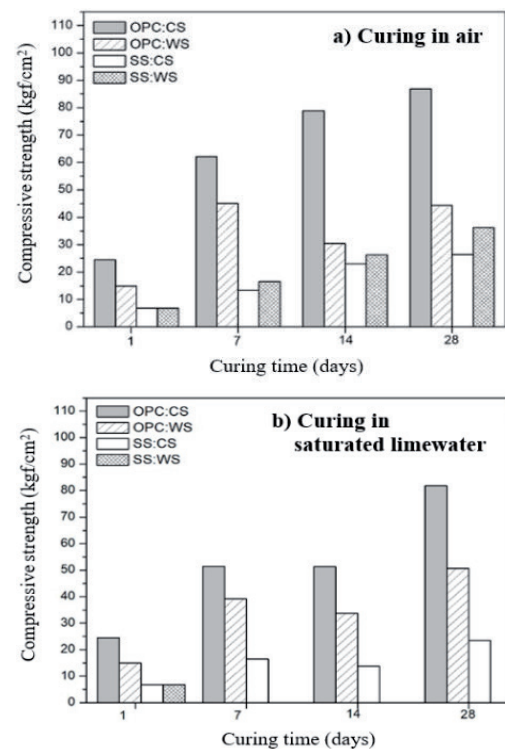 115
110
100
90
80
70
60
50
40
30
20
10
0
Compressive strength (kgf/cm²)
OPC:CS
OPC:WS
SS:CS
SS:WS
a) Curing in air
1 7 14 28
Curing time (days)
110
100
90
80
70
60
50
40
30
20
10
0
Compressive strength (kgf/cm²)
OPC:CS
OPC:WS
SS:CS
SS:WS
b) Curing in
saturated limewater
1 7 14 28
Curing time (days)